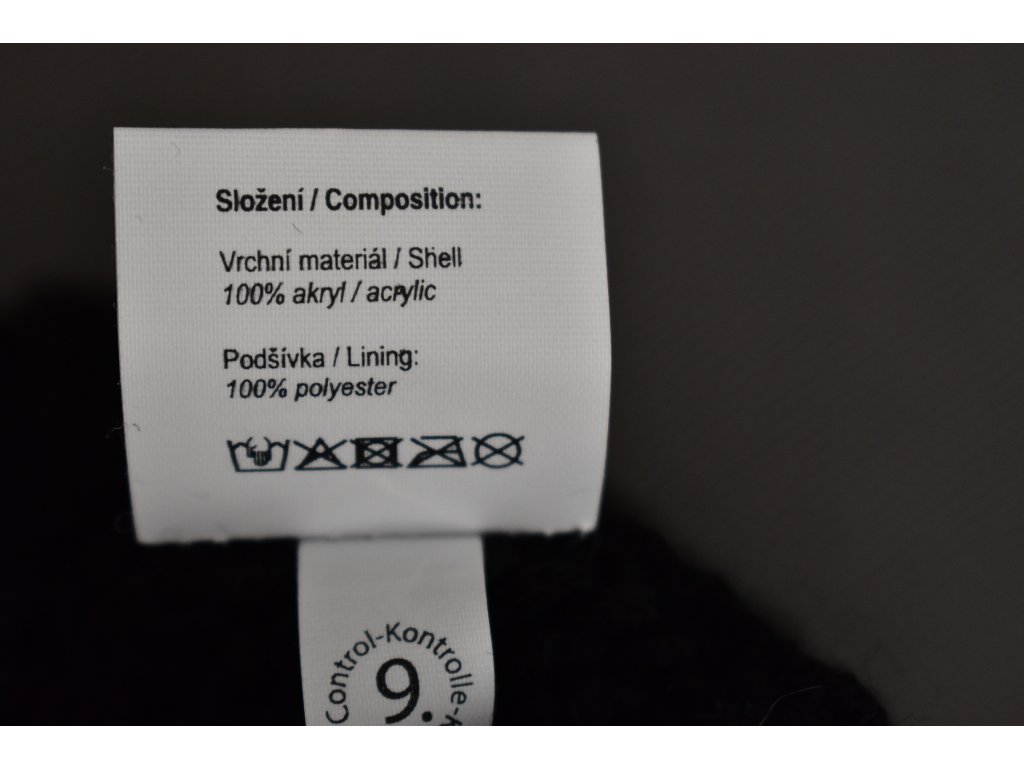 Složení / Composition:
Vrchní materiál / Shell
100% akryl / acrylic
Podšívka / Lining:
100% polyester
Control-Kontrolle-
9.